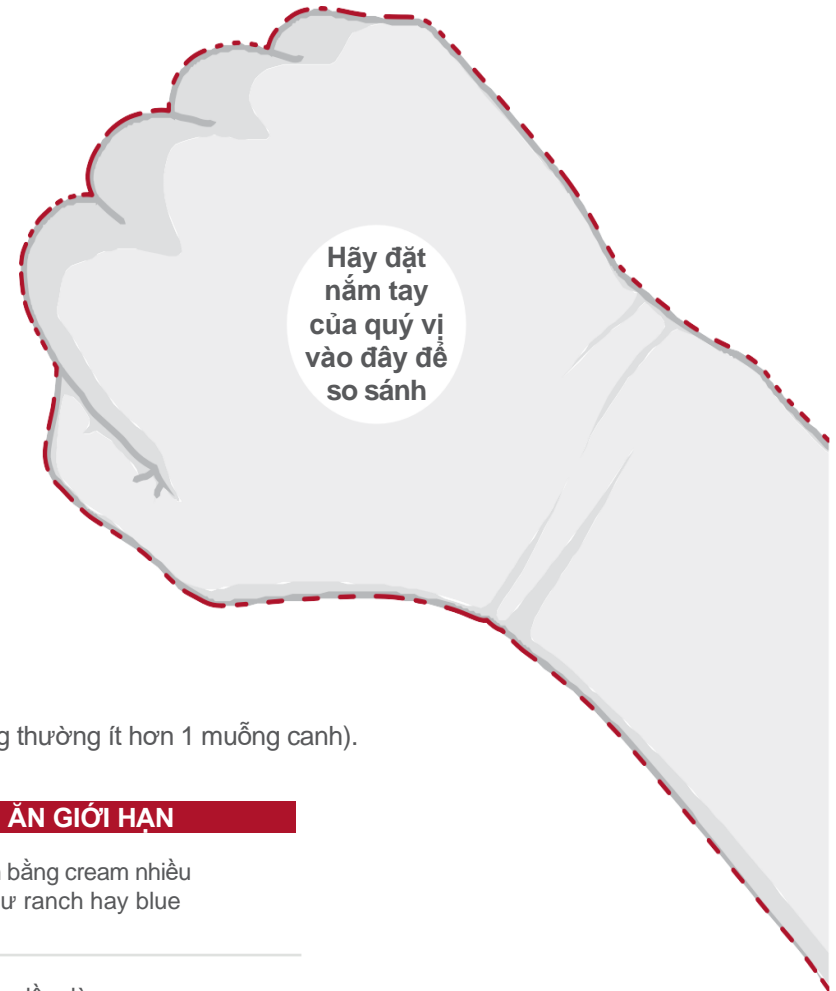 Hãy đặt
nắm tay
của quý vị
vào đây để
so sánh
thường ít hơn 1 muỗng canh).
ĂN GIỚI HẠN
bằng cream nhiều
ranch hay blue